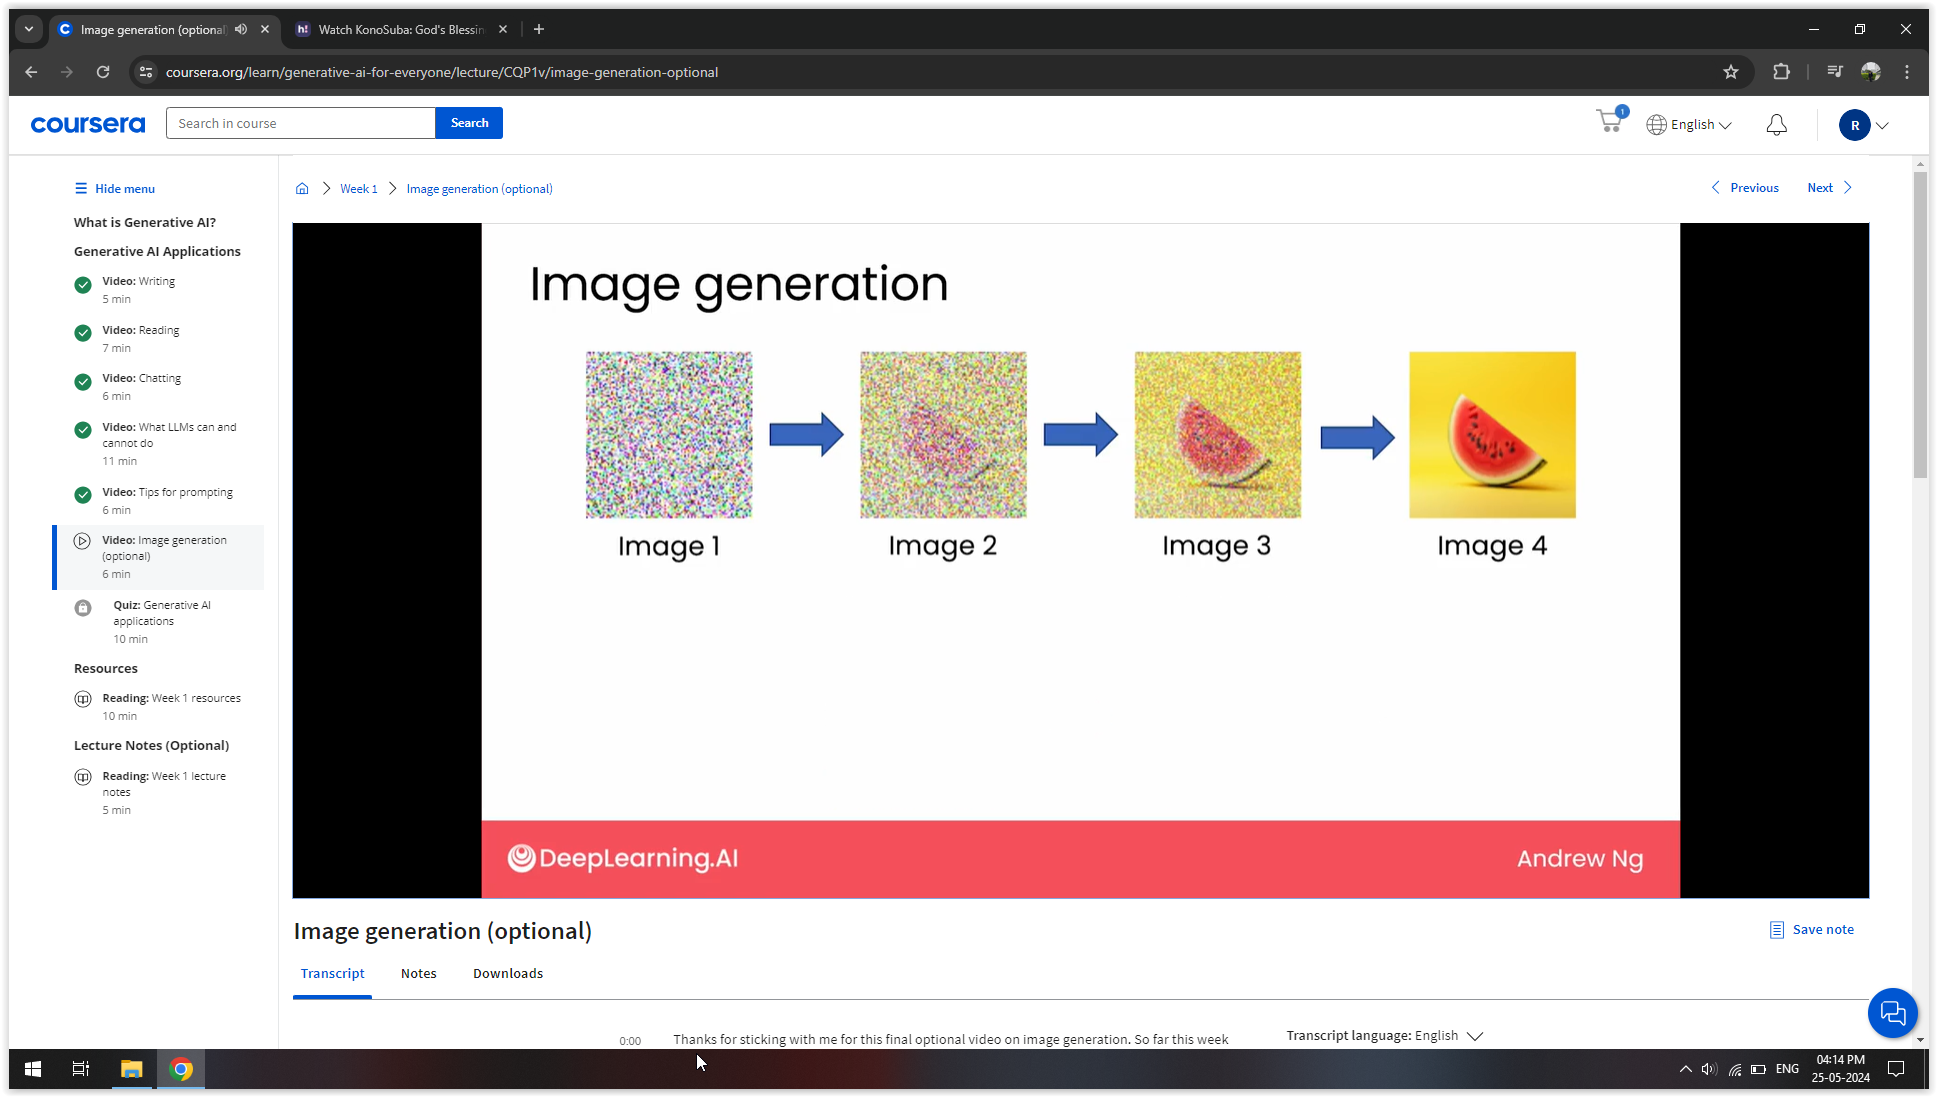 Image generation (optional)
Watch KonoSuba: God's Blessin
coursera.org/learn/generative-ai-for-everyone/lecture/CQP1v/image-generation-optional
coursera
Search in course
Search
1
English
R
Hide menu
What is Generative AI?
Generative AI Applications
Video: Writing
5 min
Video: Reading
7 min
Video: Chatting
6 min
Video: What LLMs can and
cannot do
11 min
Video: Tips for prompting
6 min
Video: Image generation
(optional)
6 min
Quiz: Generative AI
applications
10 min
Resources
Reading: Week 1 resources
10 min
Lecture Notes (Optional)
Reading: Week 1 lecture
notes
5 min
Week 1
Image generation (optional)
Previous
Next
Image generation
Image 1
Image 2
Image 3
Image 4
DeepLearning.AI
Andrew Ng
Image generation (optional)
Save note
Transcript
Notes
Downloads
0:00
Thanks for sticking with me for this final optional video on image generation. So far this week
Transcript language: English
ENG
04:14 PM
25-05-2024